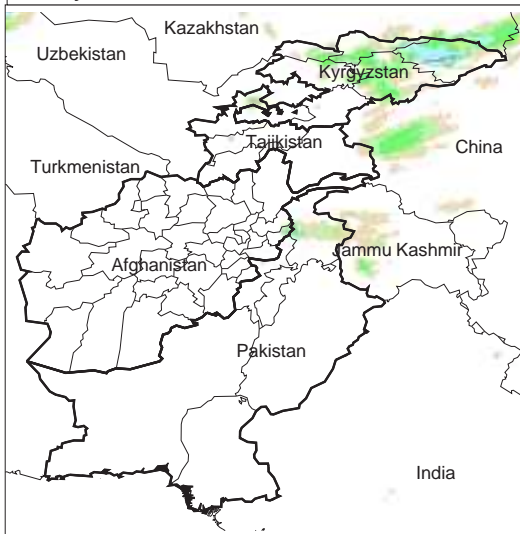 Kazakhstan
Uzbekistan
Kyrgyzstan
Tajikistan
China
Turkmenistan
Jammu Kashmir
Afghanistan
Pakistan
India